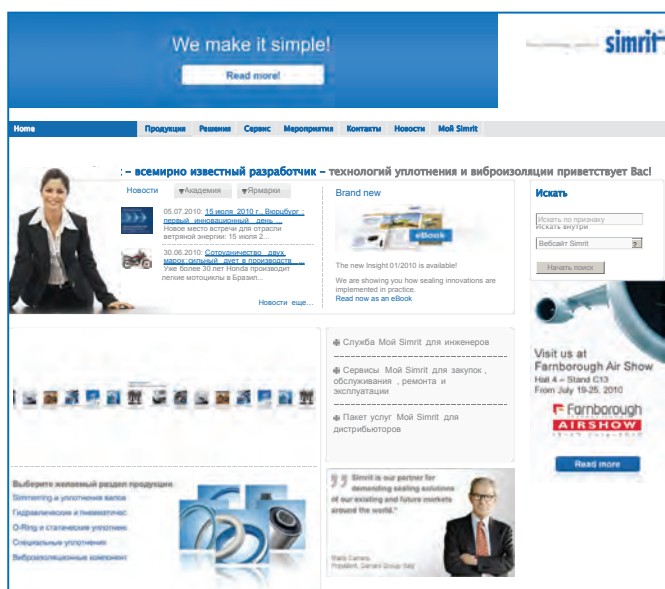 We make it simple!
Read more!
simrit
Home
Продукция Решения Сервис Мероприятия Контакты Новости Мой Simrit
– всемирно известный разработчик – технологий уплотнения и виброизоляции приветствует Вас!
Новости
Академия
Ярмарки
05.07.2010: 15 июля 2010 г., Вюрцбург :
первый инновационный день ...
Новое место встречи для отрасли
ветряной энергии: 15 июля 2...
30.06.2010: Сотрудничество двух
марок:сильный дует в производств ...
Уже более 30 лет Honda производит
легкие мотоциклы в Бразил...
Новости еще...
Brand new
eBook
The new Insight 01/2010 is available!
We are showing you how sealing innovations are
implemented in practice.
Read now as an eBook
Искать
Искать по признаку
Искать внутри
Вебсайт Simrit
Начать поиск
Visit us at
Farnborough Air Show
Hall 4 – Stand C13
From July 19-25, 2010
Farnborough
AIRSHOW
Read more
Служба Мой Simrit для инженеров
Сервисы Мой Simrit для закупок ,
обслуживания , ремонта и
эксплуатации
Пакет услуг Мой Simrit для
дистрибьюторов
Выберите желаемый раздел продукции
Simmerring и уплотнения валов
Гидравлические и пневматичес
O-Ring и статические уплотнен
Специальные уплотнения
Виброизоляционные компонент
Simrit is our partner for
demanding sealing solutions
of our existing and future markets
around the world."
President, Carraro Group Italy